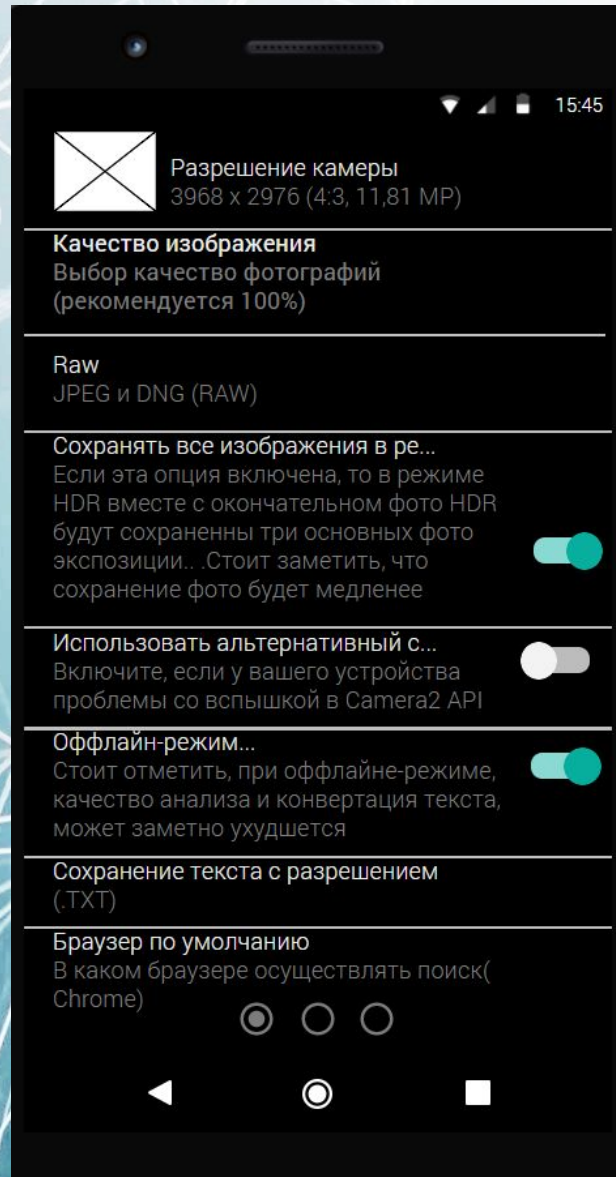 15:45
Разрешение камеры
3968 x 2976 (4:3, 11,81 MP)
Качество изображения
Выбор качество фотографий
(рекомендуется 100%)
Raw
JPEG и DNG (RAW)
Сохранять все изображения в ре...
Если эта опция включена, то в режиме
HDR вместе с окончательном фото HDR
будут сохраненны три основных фото
экспозиции.. .Стоит заметить, что
сохранение фото будет медленее
Использовать альтернативный с...
Включите, если у вашего устройства
проблемы со вспышкой в Camera2 API
Оффлайн-режим...
Стоит отметить, при оффлайне-режиме,
качество анализа и конвертация текста,
может заметно ухудшется
Сохранение текста с разрешением
(.TXT)
Браузер по умолчанию
В каком браузере осуществлять поиск(
Chrome)